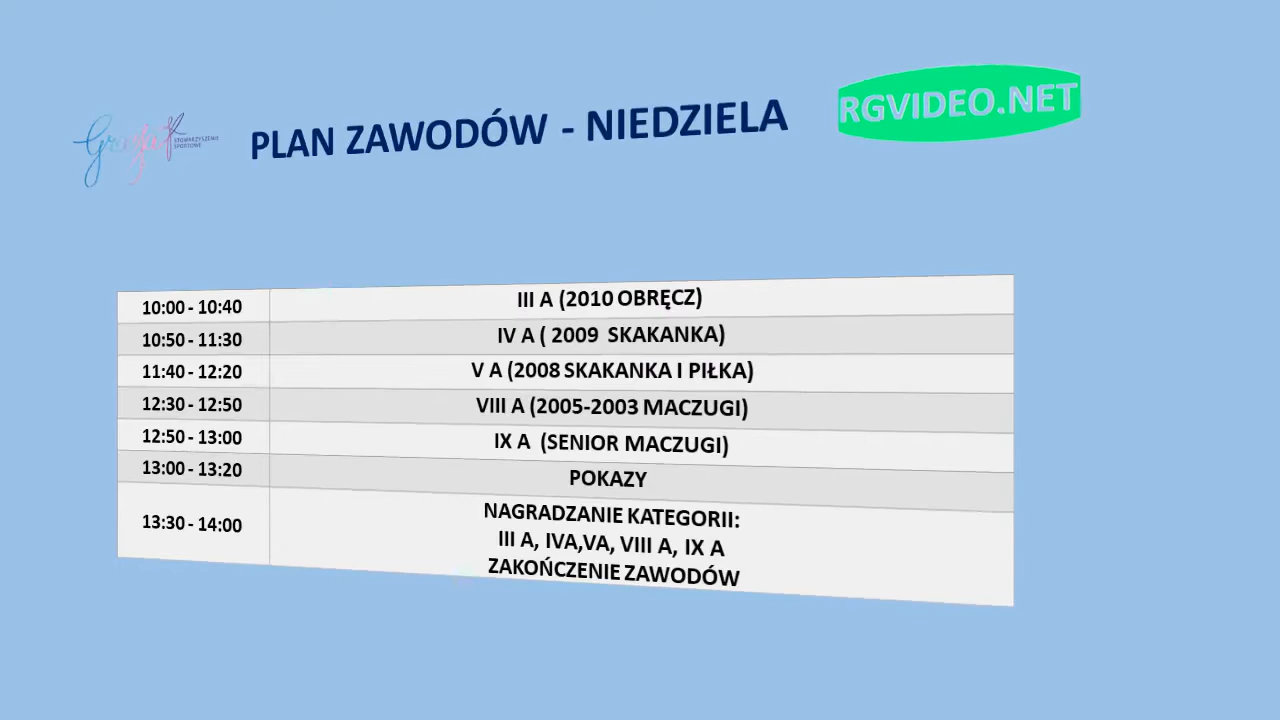 Gracja
STOWARZYSZENIE
SPORTOWE
PLAN ZAWODÓW - NIEDZIELA
RGVIDEO.NET
10:00 - 10:40 III A (2010 OBRĘCZ)
10:50 - 11:30 IV A ( 2009 SKAKANKA)
11:40 - 12:20 V A (2008 SKAKANKA I PIŁKA)
12:30 - 12:50 VIII A (2005-2003 MACZUGI)
12:50 - 13:00 IX A (SENIOR MACZUGI)
13:00 - 13:20 POKAZY
13:30 - 14:00 NAGRADZANIE KATEGORII:
III A, IVA,VA, VIII A, IX A
ZAKOŃCZENIE ZAWODÓW